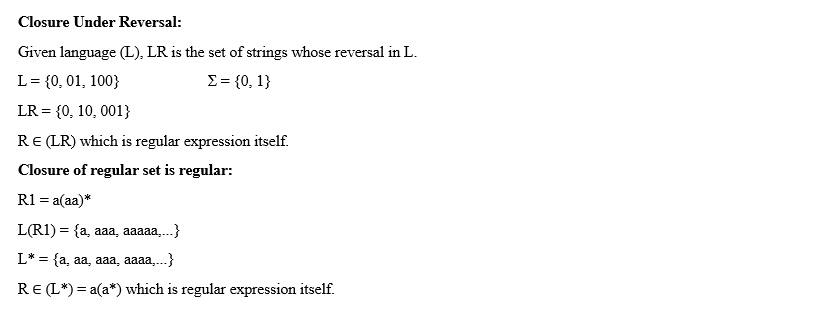 Closure Under Reversal:
Given language (L), LR is the set of strings whose reversal in L.
L = {0, 01, 100} Σ = {0, 1}
LR = {0, 10, 001}
R ∈ (LR) which is regular expression itself.
Closure of regular set is regular:
R1 = a(aa)*
L(R1) = {a, aaa, aaaaa,...}
L* = {a, aa, aaa, aaaa,...}
R ∈ (L*) = a(a*) which is regular expression itself.